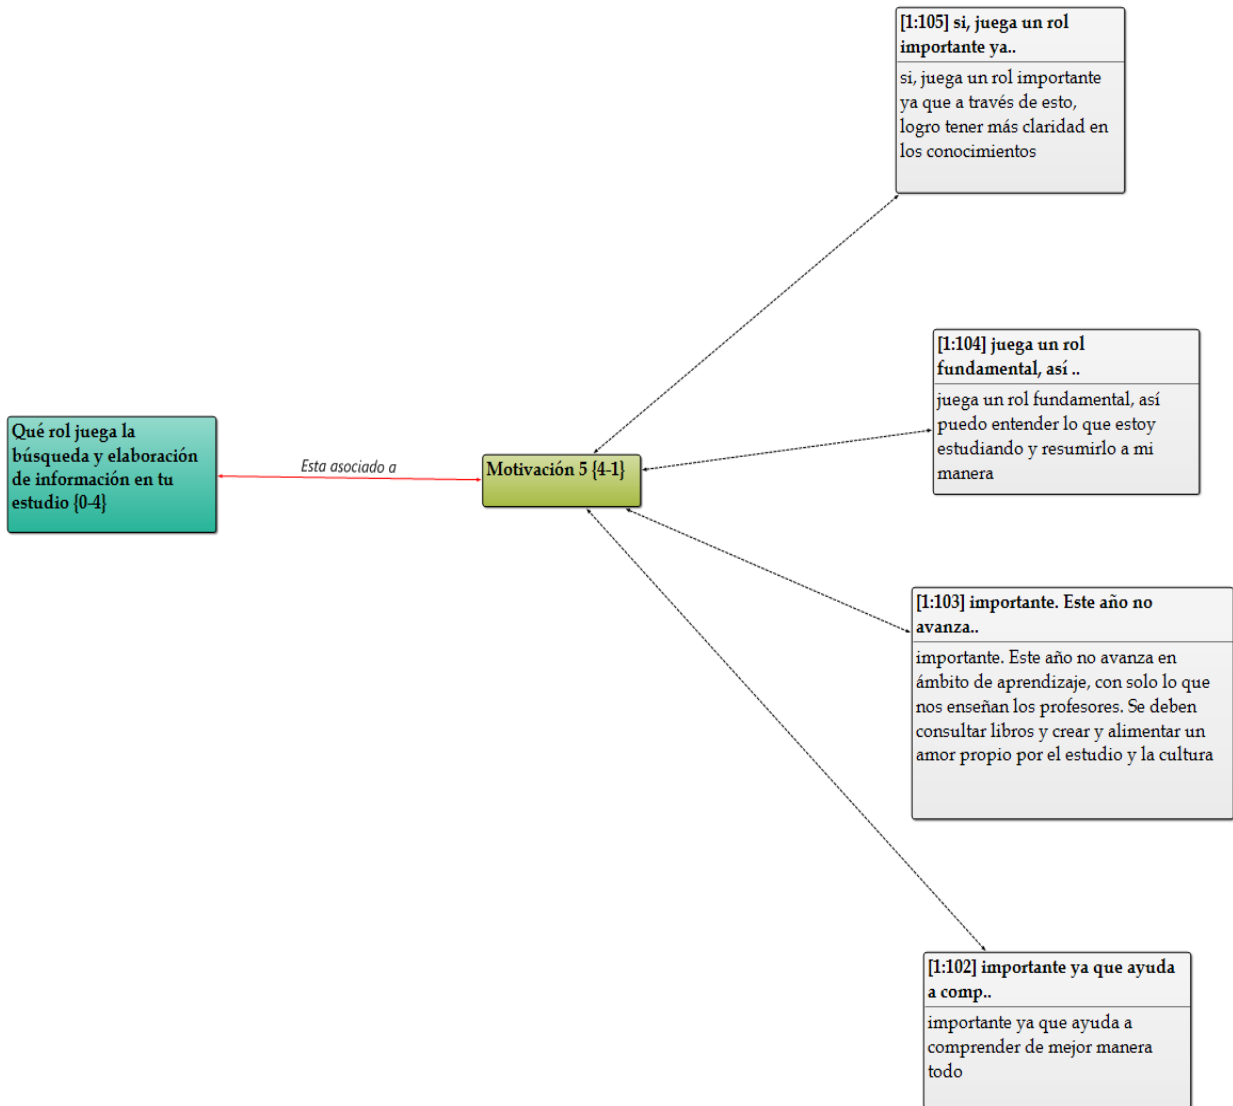 [1:105] si, juega un rol
importante ya..
si, juega un rol importante
ya que a través de esto,
logro tener más claridad en
los conocimientos
[1:104] juega un rol
fundamental, así ..
juega un rol fundamental, así
puedo entender lo que estoy
estudiando y resumirlo a mi
manera
Qué rol juega la
búsqueda y elaboración
de información en tu
estudio {0-4}
Esta asociado a
Motivación 5 {4-1}
[1:103] importante. Este año no
avanza..
importante. Este año no avanza en
ámbito de aprendizaje, con solo lo que
nos enseñan los profesores. Se deben
consultar libros y crear y alimentar un
amor propio por el estudio y la cultura
[1:102] importante ya que ayuda
a comp..
importante ya que ayuda a
comprender de mejor manera
todo